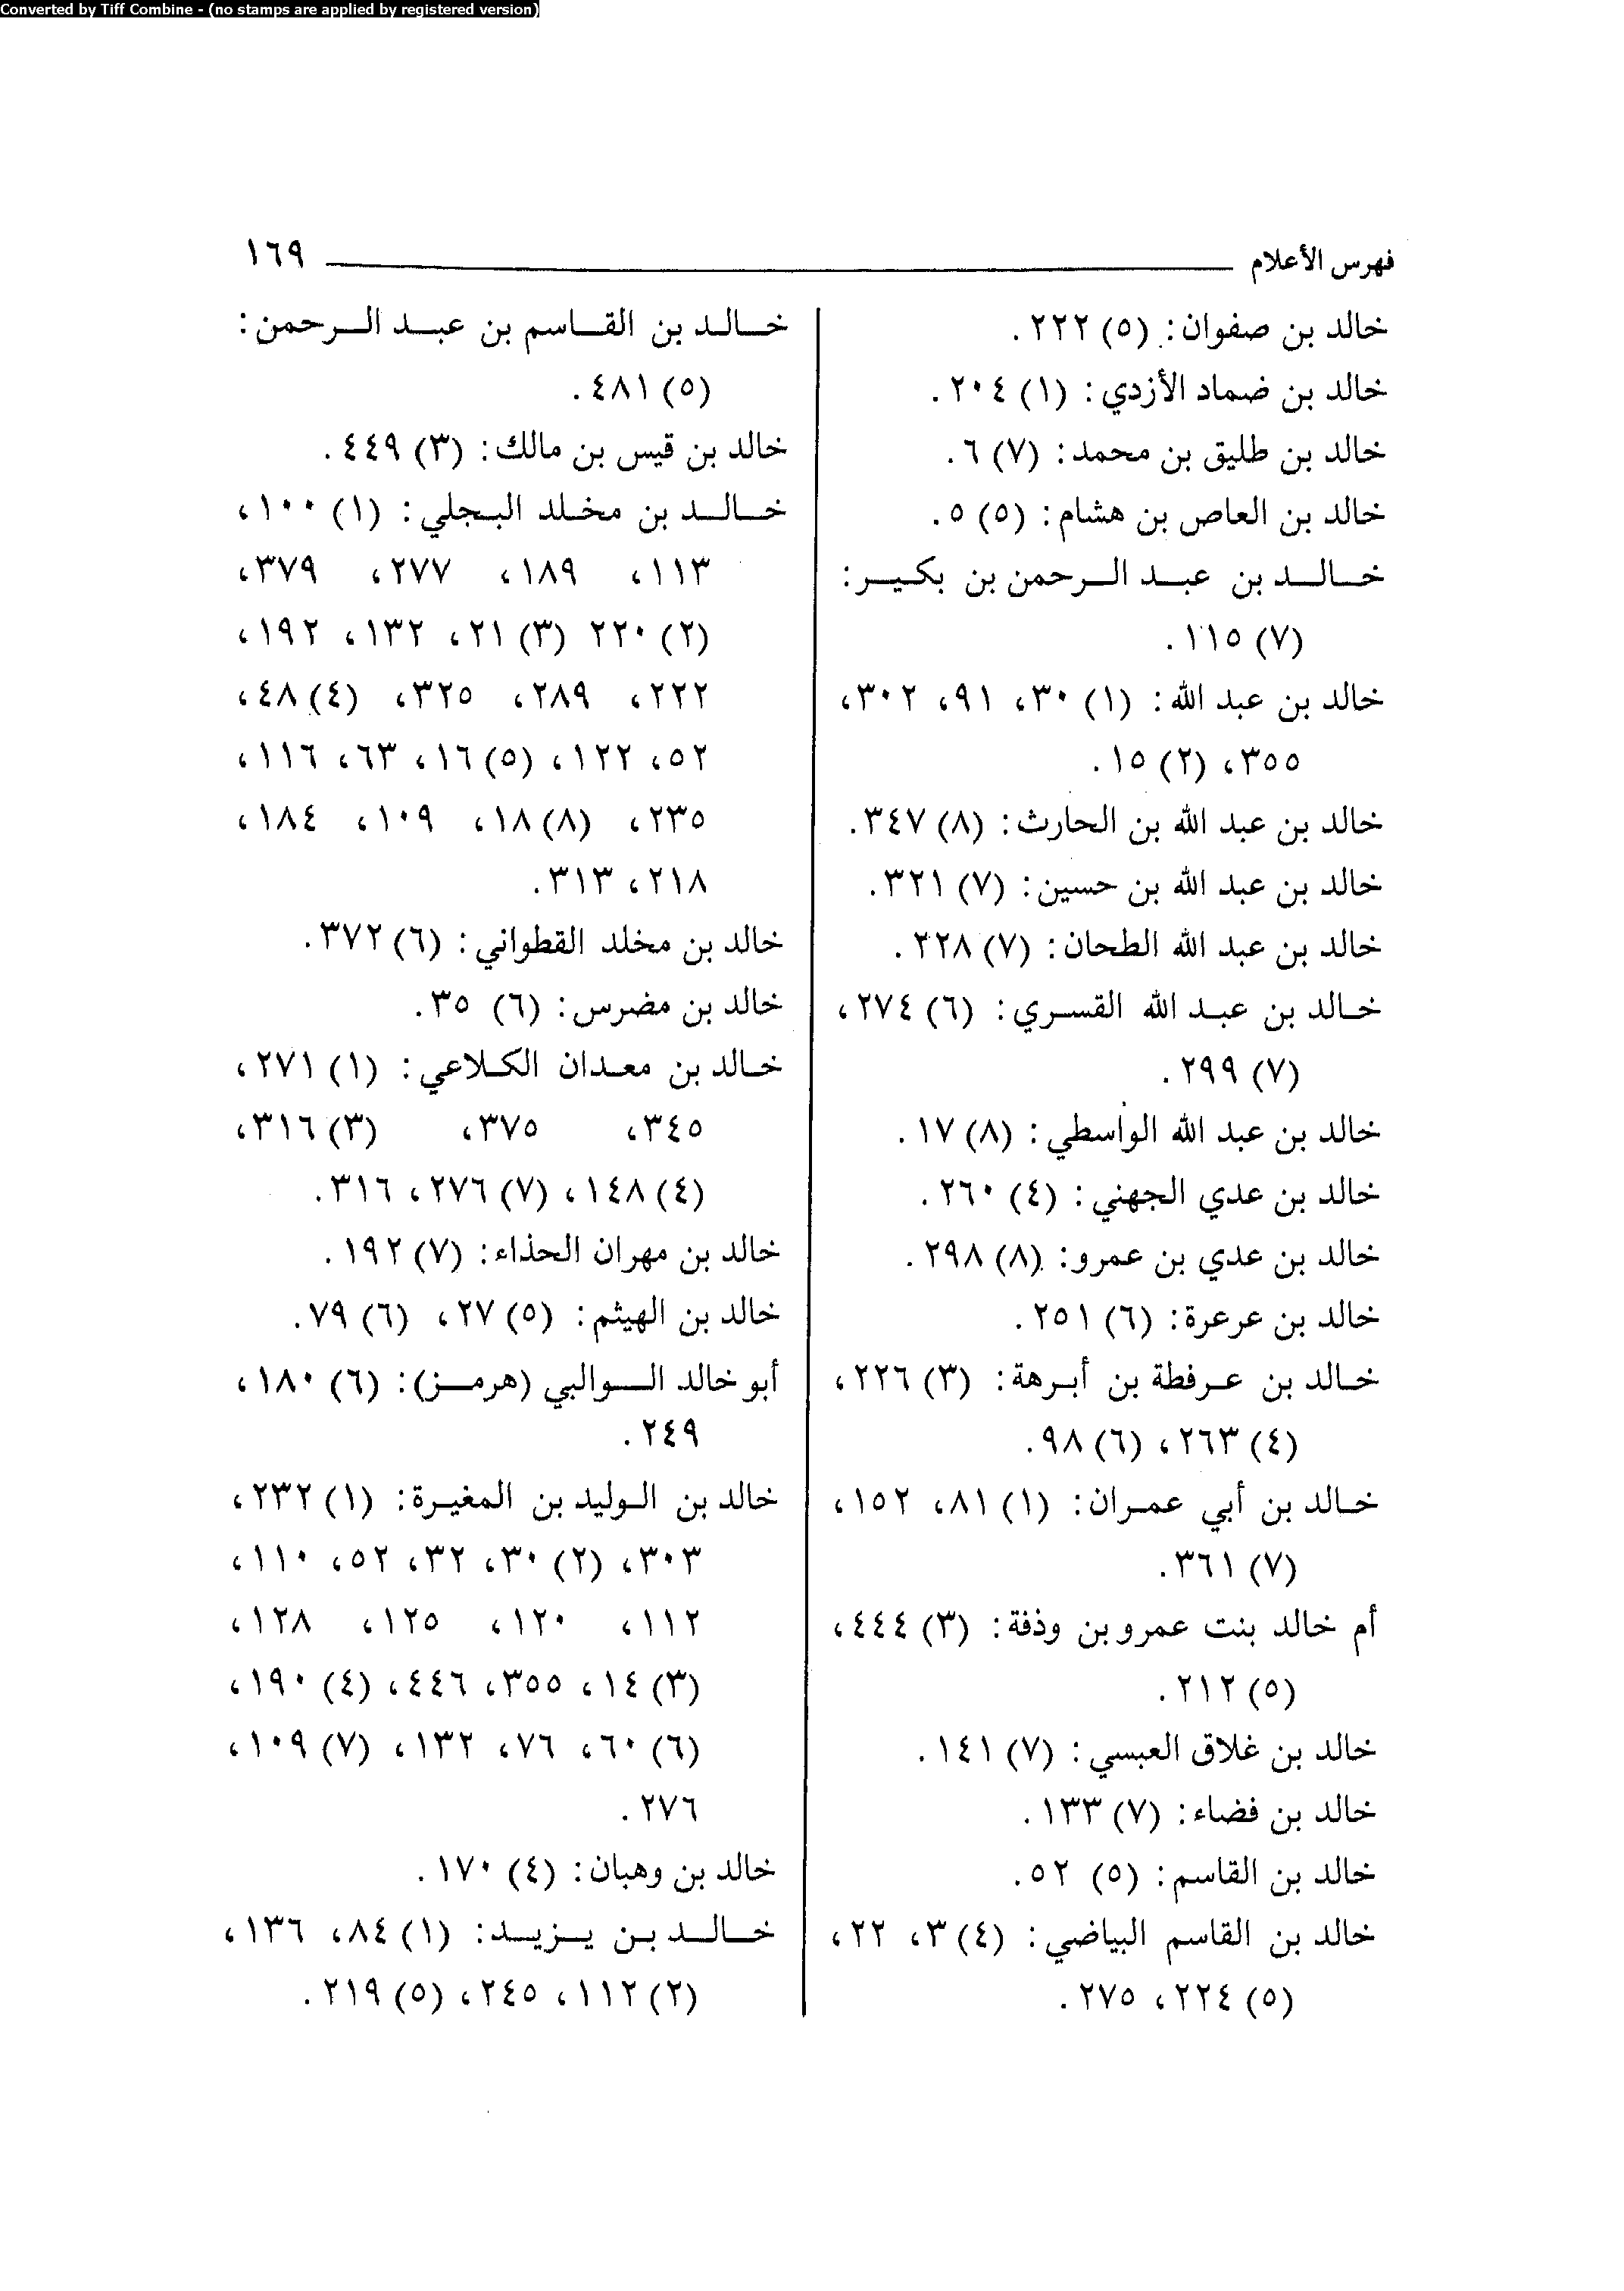 Converted by Tiff Combine - (no stamps are applied by registered version)
فهرس الأعلام ١٦٩
خالد بن صفوان: (٥) ٢٢٢.
خالد بن ضماد الأزدي: (١) ٢٠٤.
خالد بن طليق بن محمد: (٧) ٦.
خالد بن العاص بن هشام: (٥) ٥.
خالد بن عبد الرحمن بن بكير:
(٧) ١١٥.
خالد بن عبد الله: (١) ٣٠، ٩١، ٣٠٢،
٣٥٥، (٢) ١٥.
خالد بن عبد الله بن الحارث: (٨) ٣٤٧.
خالد بن عبد الله بن حسين: (٧) ٣٢١.
خالد بن عبد الله الطحان: (٧) ٢٢٨.
خالد بن عبد الله القسري: (٦) ٢٧٤،
(٧) ٢٩٩.
خالد بن عبد الله الواسطي: (٨) ١٧.
خالد بن عدي الجهني: (٤) ٢٦٠.
خالد بن عدي بن عمرو: (٨) ٢٩٨.
خالد بن عرعرة: (٦) ٢٥١.
خالد بن عرفطة بن أبرهة: (٣) ٢٢٦،
(٤) ٢٦٣، (٦) ٩٨.
خالد بن أبي عمران: (١) ٨١، ١٥٢،
(٧) ٣٦١.
أم خالد بنت عمرو بن وذفة: (٣) ٤٤٤،
(٥) ٢١٢.
خالد بن غلاق العبسي: (٧) ١٤١.
خالد بن فضاء: (٧) ١٣٣.
خالد بن القاسم: (٥) ٥٢.
خالد بن القاسم البياضي: (٤) ٣، ٢٢،
(٥) ٢٢٤، ٢٧٥.
خالد بن القاسم بن عبد الرحمن:
(٥) ٤٨١.
خالد بن قيس بن مالك: (٣) ٤٤٩.
خالد بن مخلد البجلي: (١) ١٠٠،
١١٣، ١٨٩، ٢٧٧، ٣٧٩،
(٢) ٢٢٠ (٣) ٢١، ١٣٢، ١٩٢،
٢٢٢، ٢٨٩، ٣٢٥، (٤) ٤٨،
٥٢، ١٢٢، (٥) ١٦، ٦٣، ١١٦،
٢٣٥، (٨) ١٨، ١٠٩، ١٨٤،
٢١٨، ٣١٣.
خالد بن مخلد القطواني: (٦) ٣٧٢.
خالد بن مضرس: (٦) ٣٥.
خالد بن معدان الكلاعي: (١) ٢٧١،
٣٤٥، ٣٧٥، (٣) ٣١٦،
(٤) ١٤٨، (٧) ٢٧٦، ٣١٦.
خالد بن مهران الحذاء: (٧) ١٩٢.
خالد بن الهيثم: (٥) ٢٧، (٦) ٧٩.
أبو خالد الوالبي (هرمز): (٦) ١٨٠،
٢٤٩.
خالد بن الوليد بن المغيرة: (١) ٢٣٢،
٣٠٣، (٢) ٣٠، ٣٢، ٥٢، ١١٠،
١١٢، ١٢٠، ١٢٥، ١٢٨،
(٣) ١٤، ٣٥٥، ٤٤٦، (٤) ١٩٠،
(٦) ٦٠، ٧٦، ١٣٢، (٧) ١٠٩،
٢٧٦.
خالد بن وهبان: (٤) ١٧٠.
خالد بن يزيد: (١) ٨٤، ١٣٦،
(٢) ١١٢، ٢٤٥، (٥) ٢١٩.